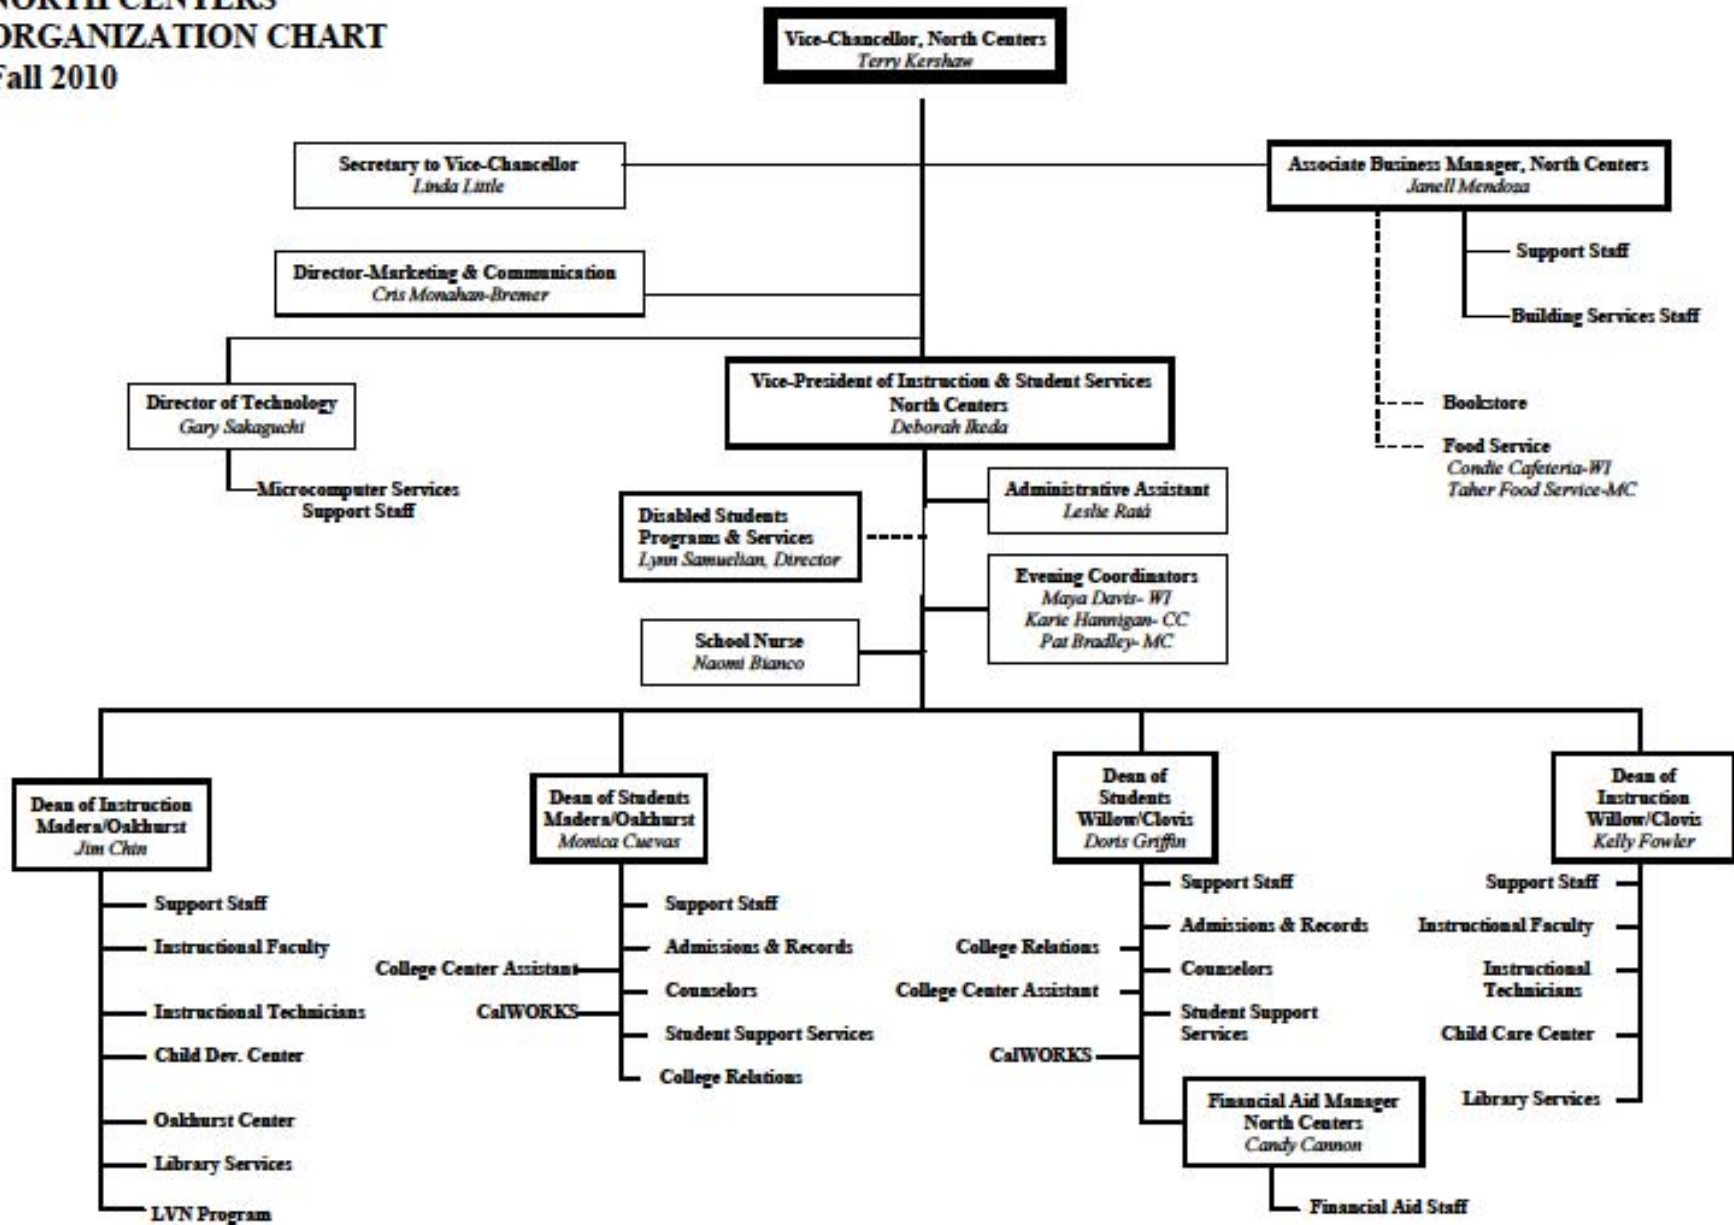 NORTH CENTERS
ORGANIZATION CHART
Fall 2010
Vice-Chancellor, North Centers
Terry Kershaw
Secretary to Vice-Chancellor
Linda Little
Associate Business Manager, North Centers
Janell Mendoza
Support Staff
Building Services Staff
Bookstore
Food Service
Condie Cafeteria-WI
Taher Food Service-MC
Director-Marketing & Communication
Cris Monahan-Bremer
Director of Technology
Gary Sakaguchi
Microcomputer Services
Support Staff
Vice-President of Instruction & Student Services
North Centers
Deborah Ikeda
Administrative Assistant
Leslie Ratá
Disabled Students
Programs & Services
Lynn Samuelian, Director
Evening Coordinators
Maya Davis- WI
Karie Hannigan- CC
Pat Bradley- MC
School Nurse
Naomi Bianco
Dean of Instruction
Madera/Oakhurst
Jim Chin
Support Staff
Instructional Faculty
Instructional Technicians
Child Dev. Center
Oakhurst Center
Library Services
LVN Program
Dean of Students
Madera/Oakhurst
Monica Cuevas
Support Staff
Admissions & Records
College Center Assistant
Counselors
CalWORKS
Student Support Services
College Relations
Dean of
Students
Willow/Clovis
Doris Griffin
Support Staff
Admissions & Records
College Relations
Counselors
College Center Assistant
Student Support
Services
CalWORKS
Financial Aid Manager
North Centers
Candy Cannon
Financial Aid Staff
Dean of
Instruction
Willow/Clovis
Kelly Fowler
Support Staff
Instructional Faculty
Instructional
Technicians
Child Care Center
Library Services